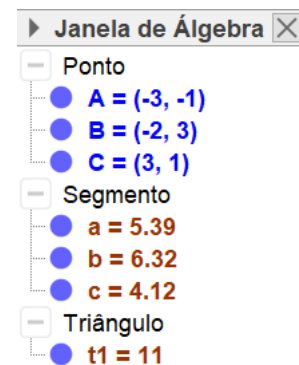 Janela de Álgebra
Ponto
A = (-3, -1)
B = (-2, 3)
C = (3, 1)
Segmento
a = 5.39
b = 6.32
c = 4.12
Triângulo
t1 = 11